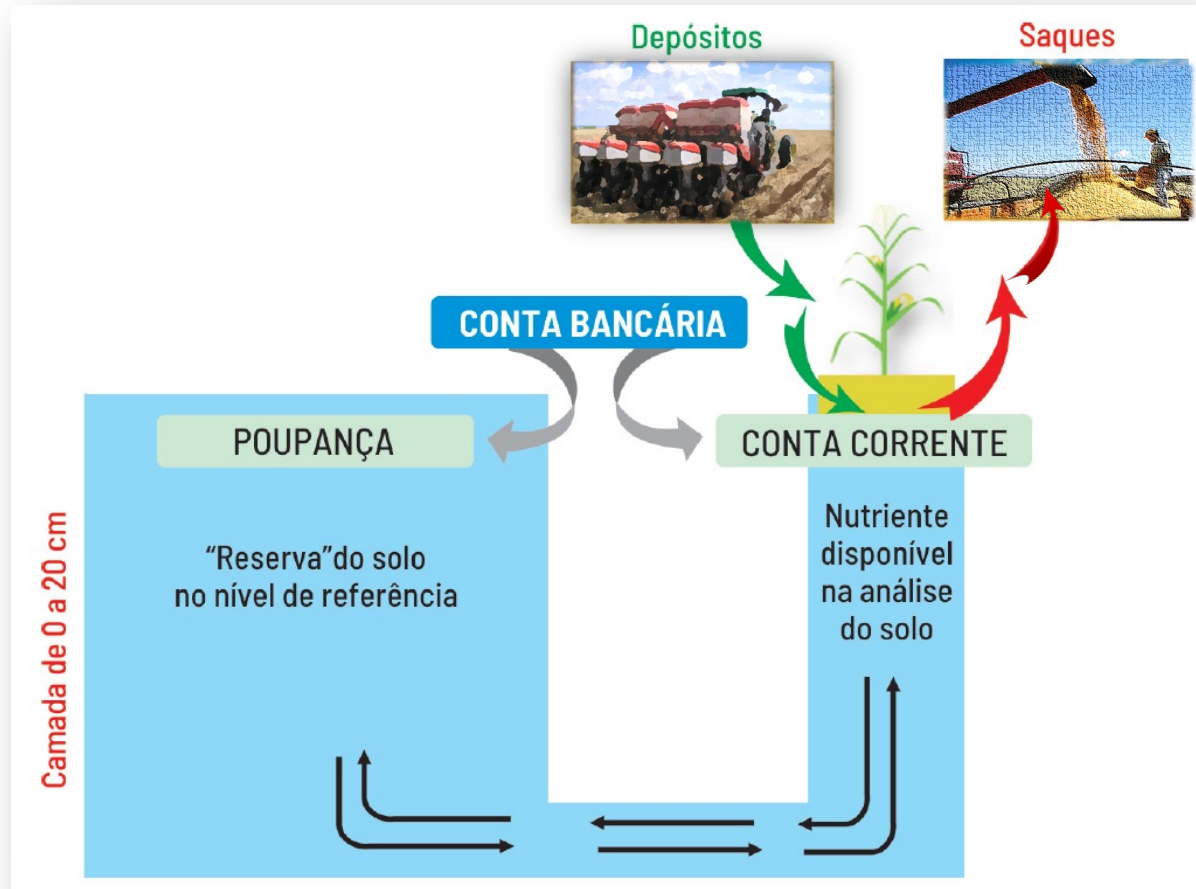 Depósitos
Saques
CONTA BANCÁRIA
POUPANÇA
CONTA CORRENTE
“Reserva”do solo
no nível de referência
Nutriente
disponível
na análise
do solo
Camada de 0 a 20 cm